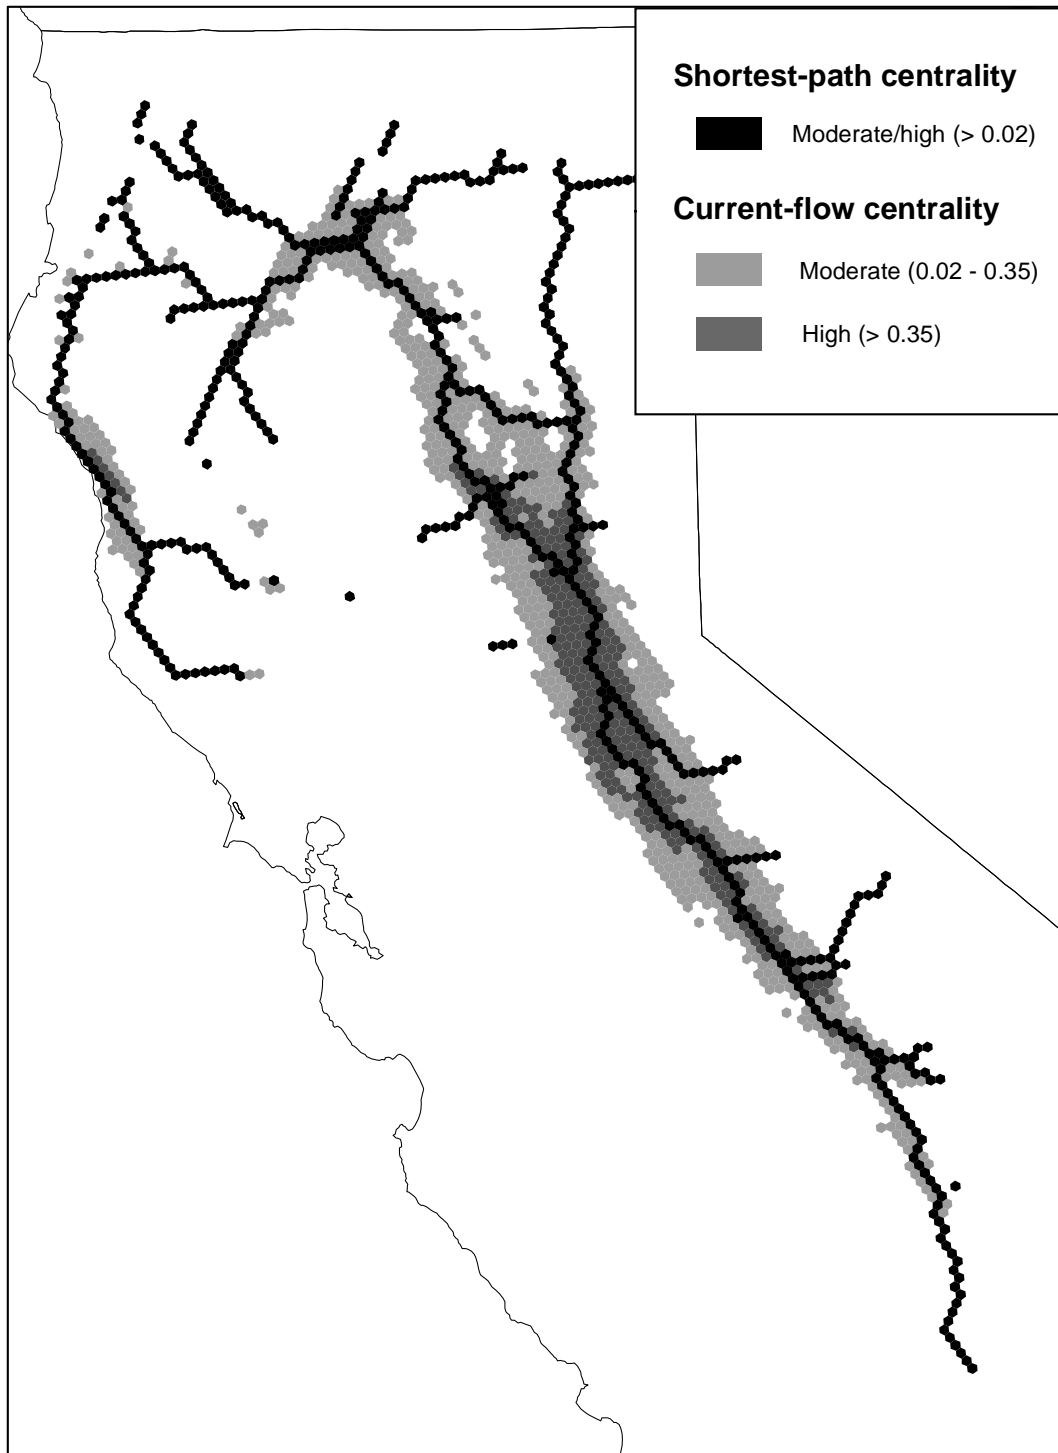 Shortest-path centrality
Moderate/high (> 0.02)
Current-flow centrality
Moderate (0.02 - 0.35)
High (> 0.35)